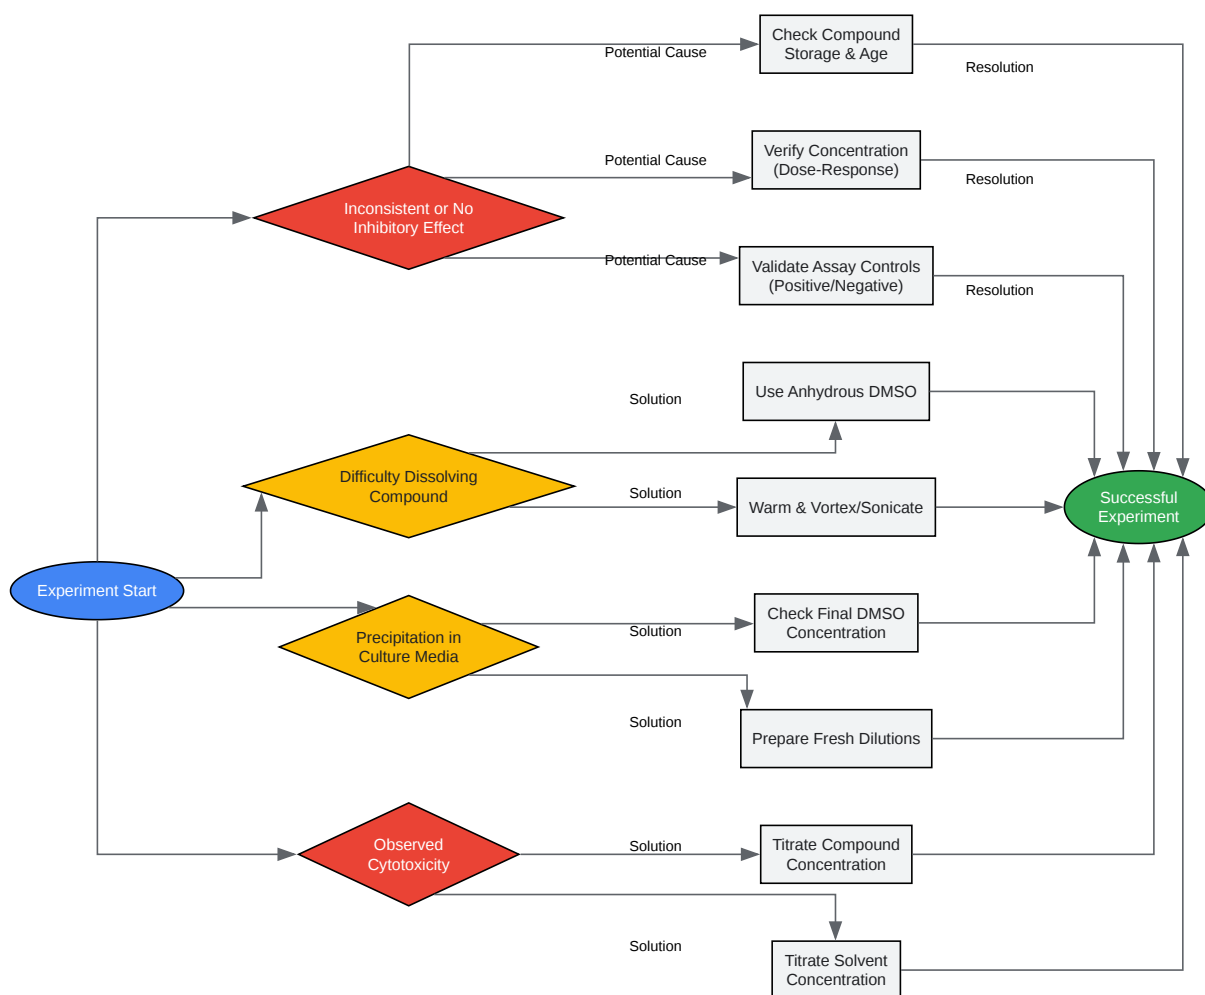 Check Compound
Storage & Age
Potential Cause
Resolution
Verify Concentration
(Dose-Response)
Potential Cause
Resolution
Inconsistent or No
Inhibitory Effect
Potential Cause
Validate Assay Controls
(Positive/Negative)
Resolution
Use Anhydrous DMSO
Solution
Difficulty Dissolving
Compound
Solution
Warm & Vortex/Sonicate
Successful
Experiment
Experiment Start
Precipitation in
Culture Media
Solution
Check Final DMSO
Concentration
Solution
Prepare Fresh Dilutions
Observed
Cytotoxicity
Solution
Titrate Compound
Concentration
Solution
Titrate Solvent
Concentration